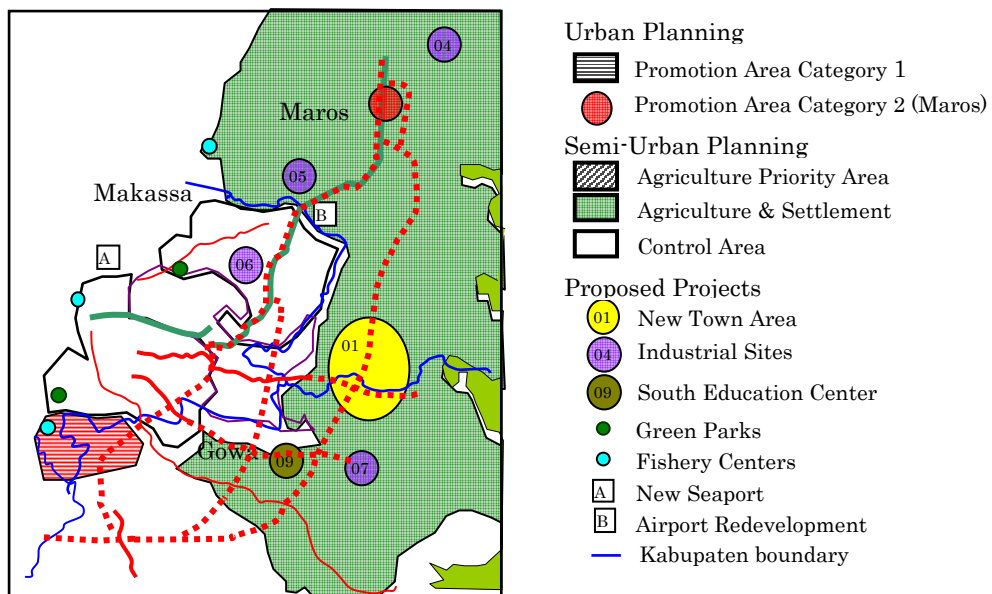 04
Maros
05
Makassa
B
A
06
01
Gowa
09
07
Urban Planning
Promotion Area Category 1
Promotion Area Category 2 (Maros)
Semi-Urban Planning
Agriculture Priority Area
Agriculture & Settlement
Control Area
Proposed Projects
01 New Town Area
04 Industrial Sites
09 South Education Center
Green Parks
Fishery Centers
A New Seaport
B Airport Redevelopment
Kabupaten boundary